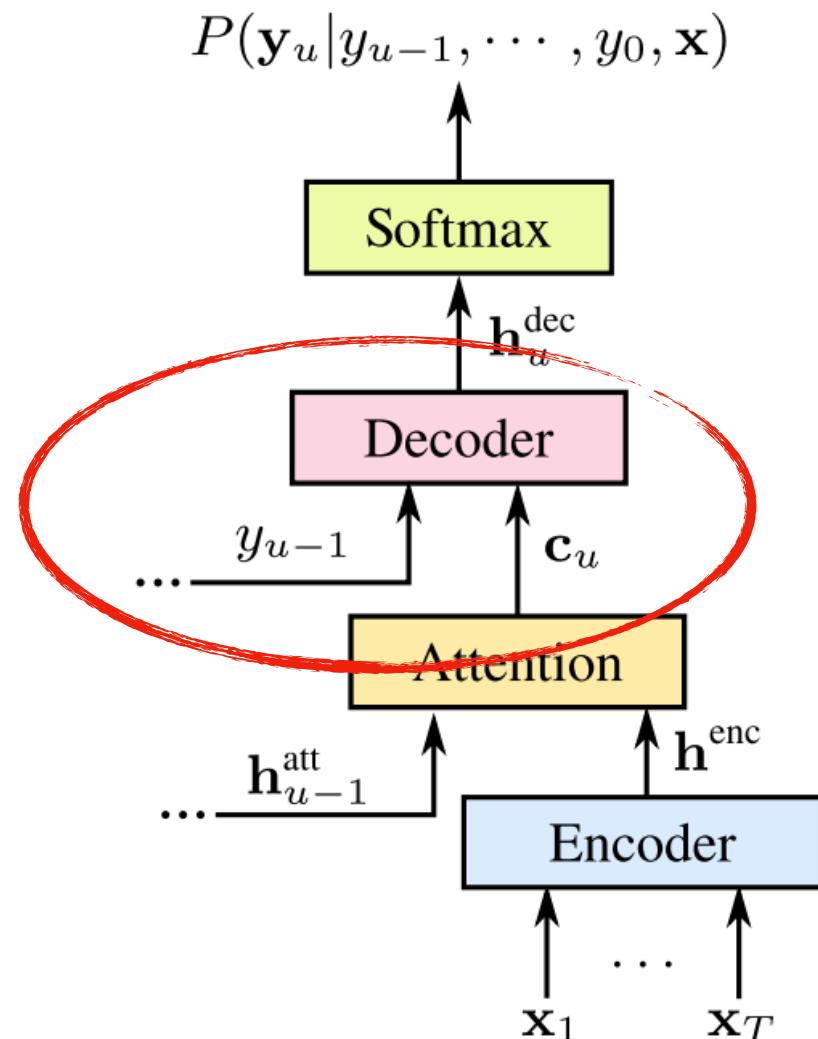 P(y_u|y_{u−1}, ··· , y_0, x)
Softmax
h_u^{dec}
Decoder
y_{u−1}
c_u
...
Attention
h^{enc}
h_{u−1}^{att}
...
Encoder
...
x_1
x_T